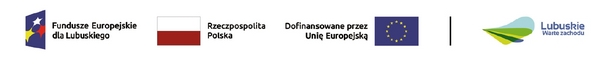 Fundusze Europejskie
dla Lubuskiego
Rzeczpospolita
Polska
Dofinansowane przez
Unię Europejską
Lubuskie
Warte zachodu